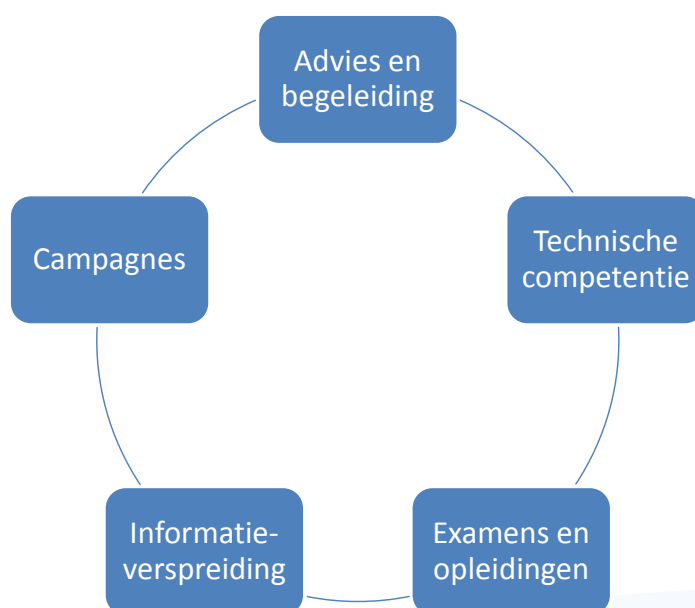 Advies en
begeleiding
Technische
competentie
Examens en
opleidingen
Informatie-
verspreiding
Campagnes